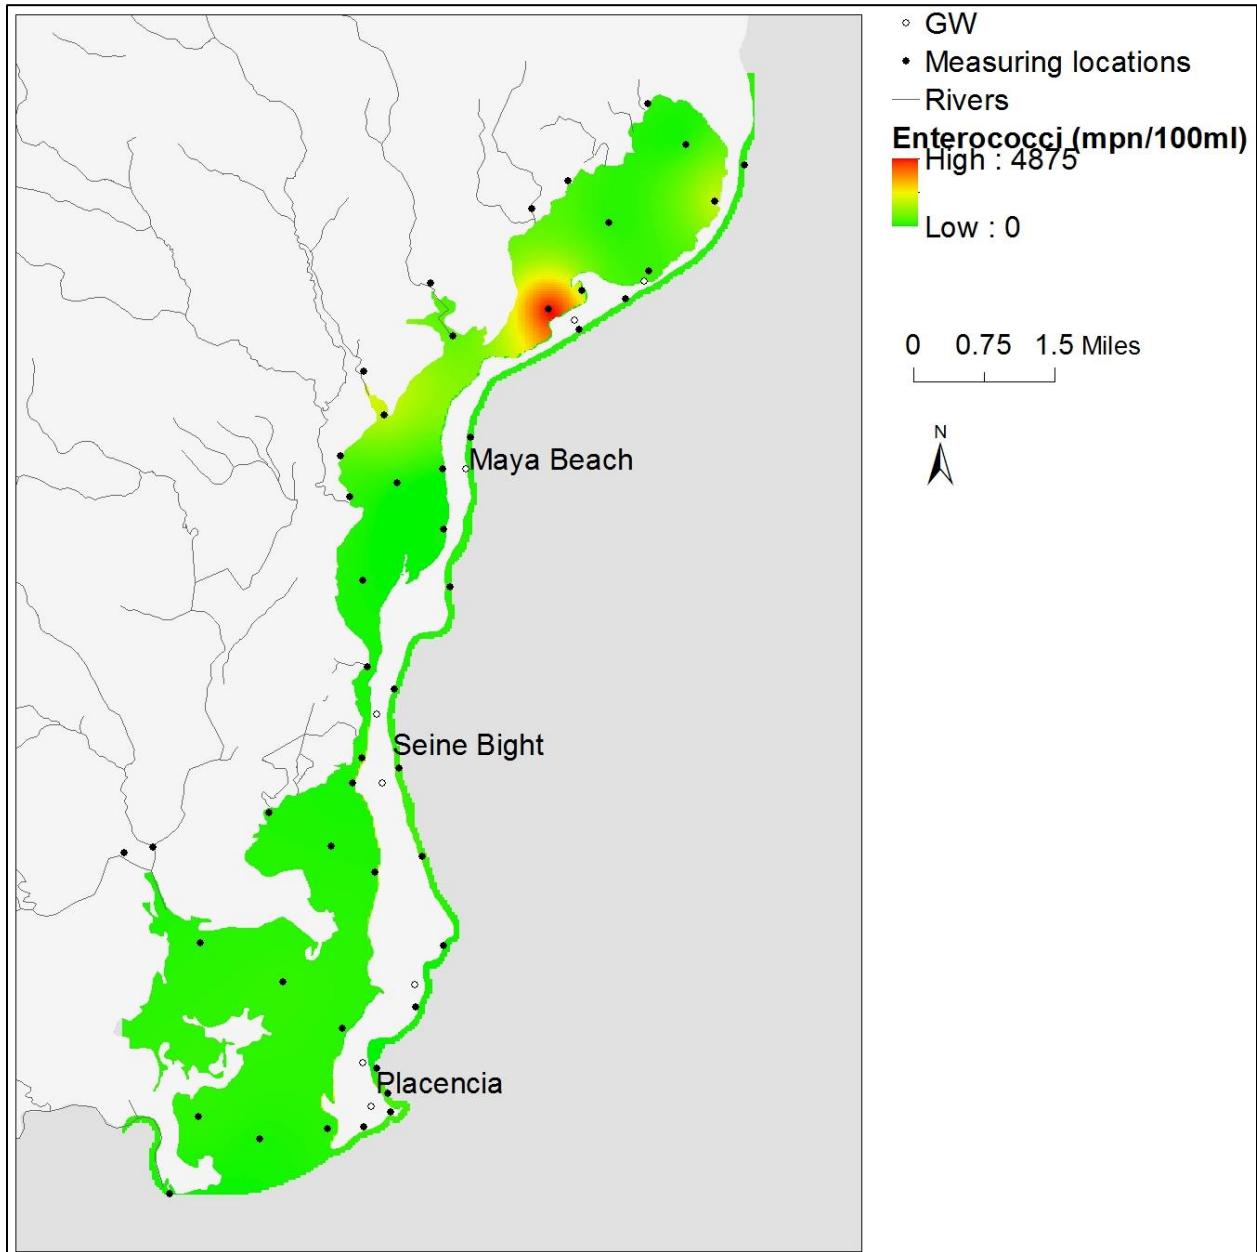 GW
Measuring locations
Rivers
Enterococci (mpn/100ml)
High : 4875
Low : 0
0 0.75 1.5 Miles
N
Maya Beach
Seine Bight
Placencia